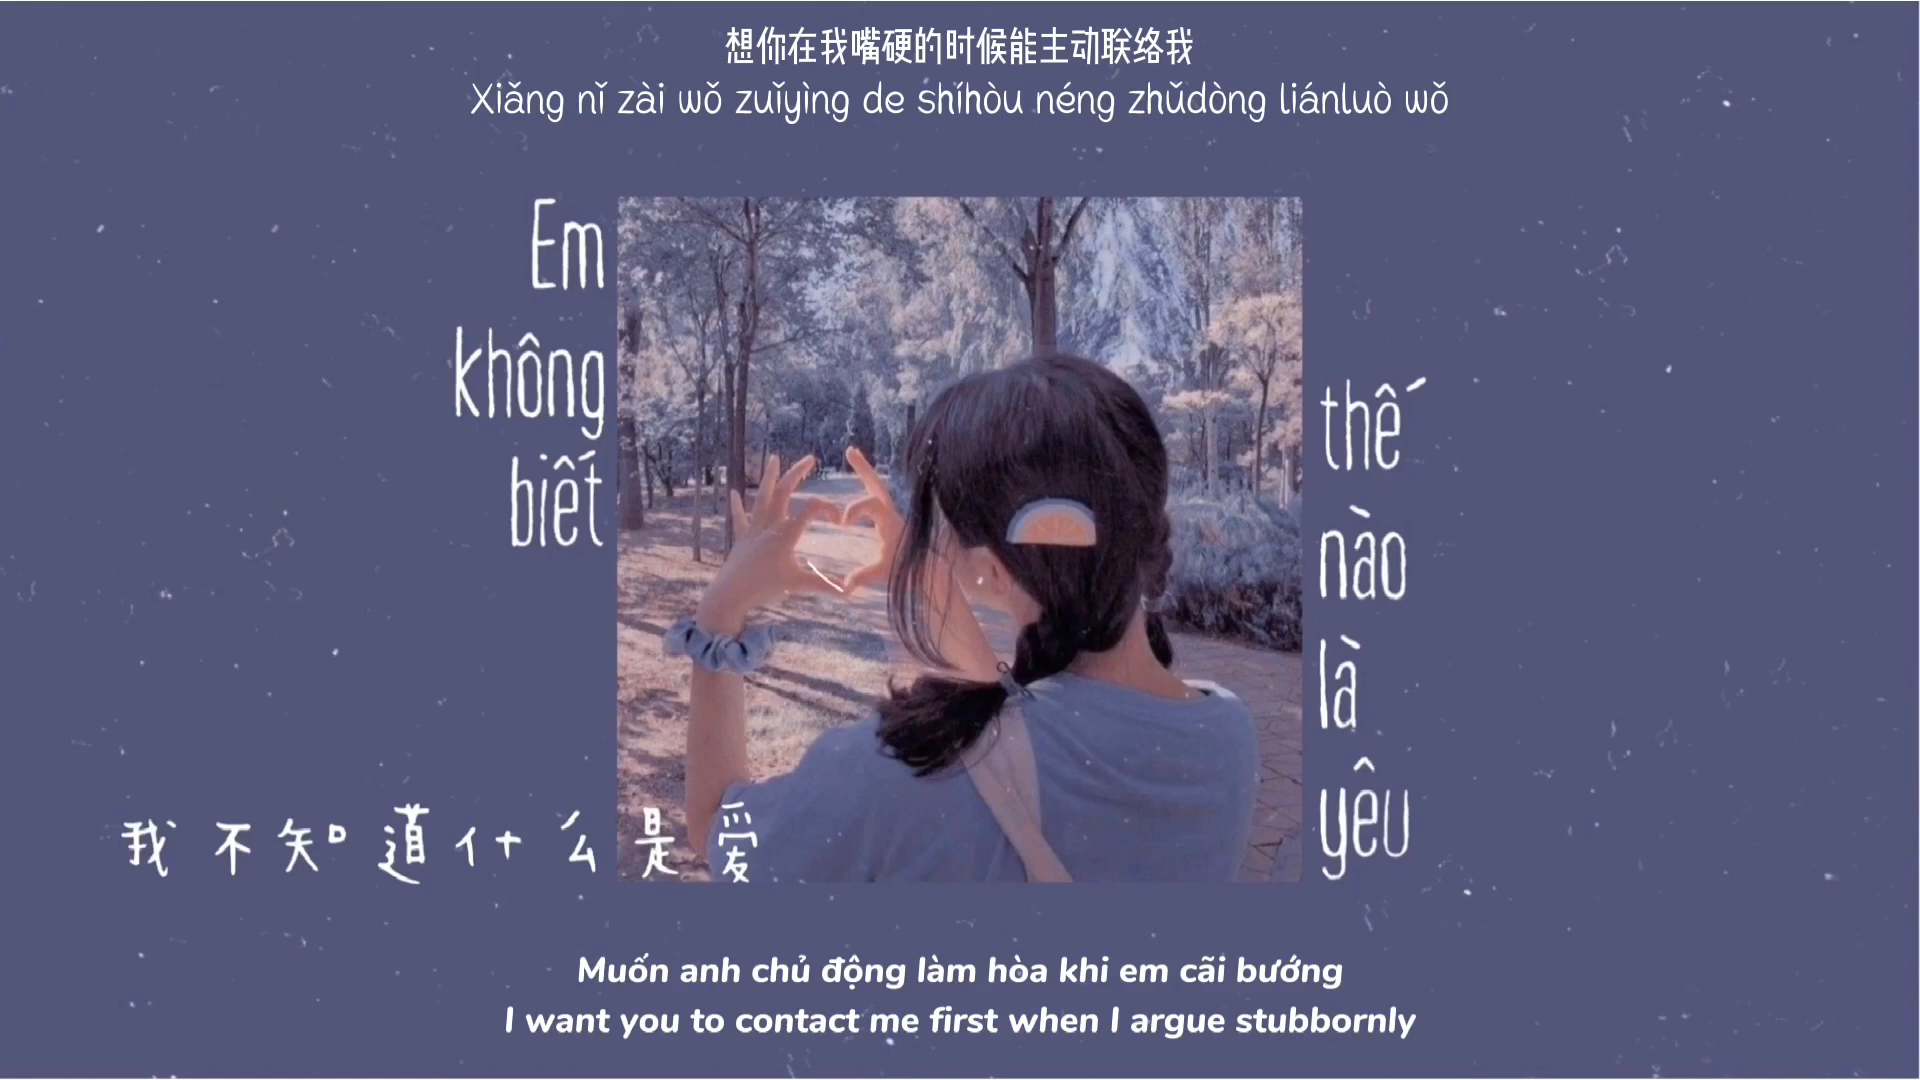 想你在我嘴硬的时候能主动联络我
Xiǎng nǐ zài wǒ zuǐyìng de shíhòu néng zhǔdòng liánluò wǒ
Em
không
biết
thế
nào
là
yêu
我不知道什么是爱
Muốn anh chủ động làm hòa khi em cãi bướng
I want you to contact me first when I argue stubbornly